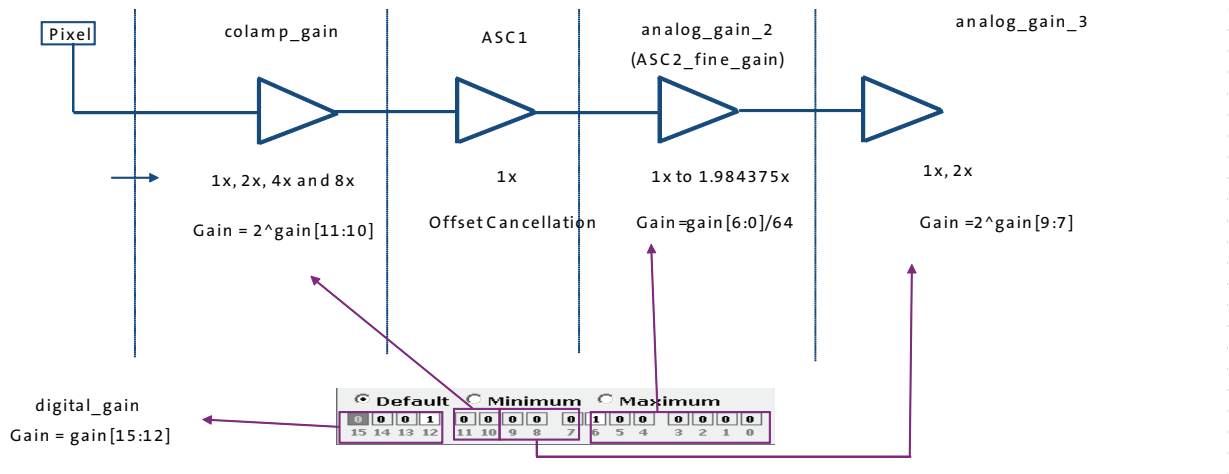 Pixel
colamp_gain
ASC1
analog_gain_2
(ASC2_fine_gain)
analog_gain_3
1x, 2x, 4x and 8x
1x
1x to 1.984375x
1x, 2x
Gain = 2^gain[11:10]
Offset Cancellation
Gain =gain[6:0]/64
Gain =2^gain[9:7]
digital_gain
Gain = gain[15:12]
Default Minimum Maximum
0 0 0 1 0 0 0 0 0 1 0 0 0 0 0 0
15 14 13 12 11 10 9 8 7 6 5 4 3 2 1 0